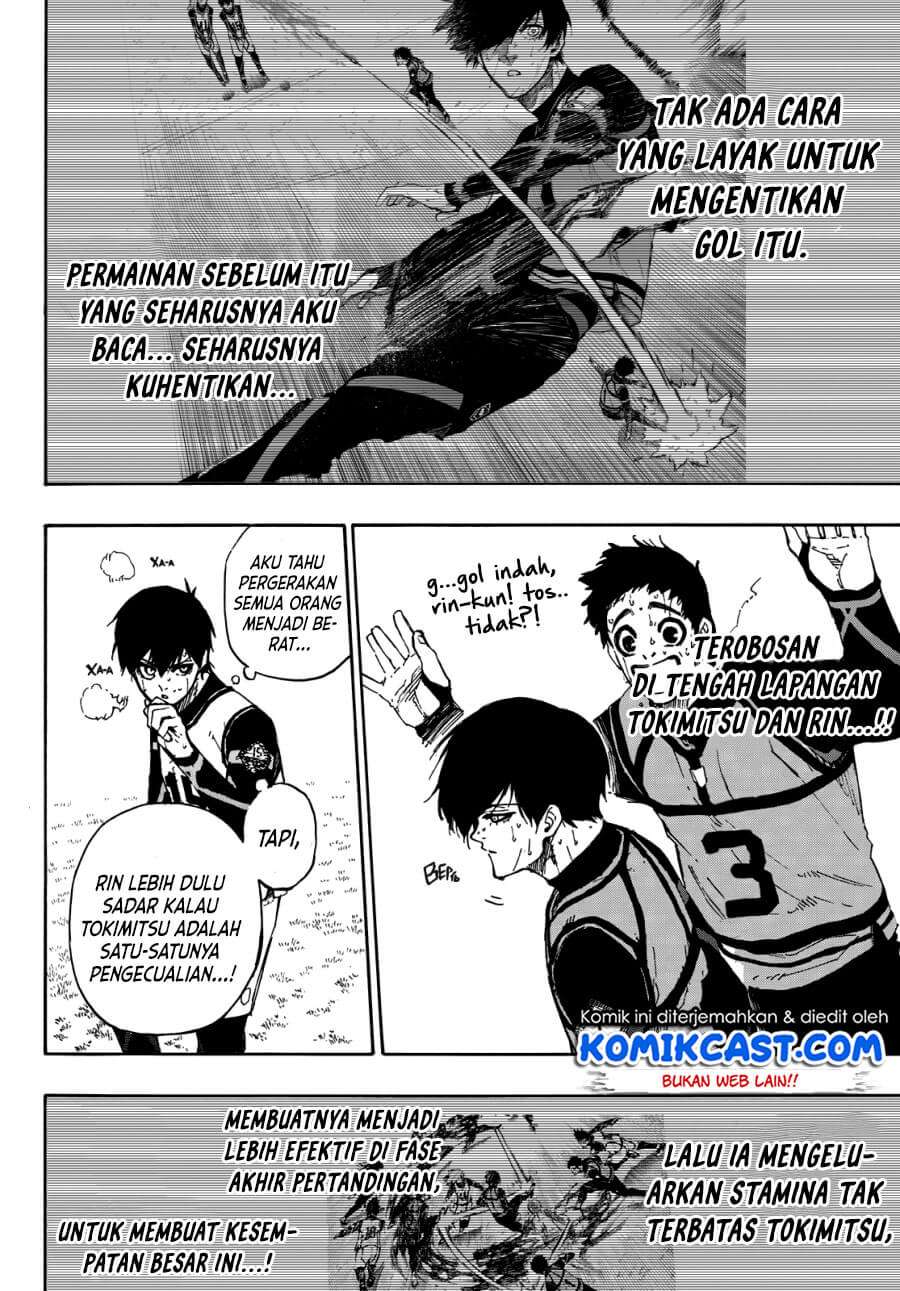 TAK ADA CARA
YANG LAYAK UNTUK
MENGENTIKAN
GOL ITU.
PERMAINAN SEBELUM ITU
YANG SEHARUSNYA AKU
BACA... SEHARUSNYA
KUHENTIKAN...
g...gol indah,
rin-kun! tos..
tidak?!
TEROBOSAN
DI TENGAH LAPANGAN
TOKIMITSU DAN RIN...!!
3
XA-A
XA-A
AKU TAHU
PERGERAKAN
SEMUA ORANG
MENJADI BE-
RAT...
TAPI,
RIN LEBIH DULU
SADAR KALAU
TOKIMITSU ADALAH
SATU-SATUNYA
PENGECUALIAN...!
Komik ini diterjemahkan & diedit oleh
KOMIKCAST.COM
BUKAN WEB LAIN!!
LALU IA MENGELU-
ARKAN STAMINA TAK
TERBATAS TOKIMITSU,
MEMBUATNYA MENJADI
LEBIH EFEKTIF DI FASE
AKHIR PERTANDINGAN,
UNTUK MEMBUAT KESEM-
PATAN BESAR INI...!